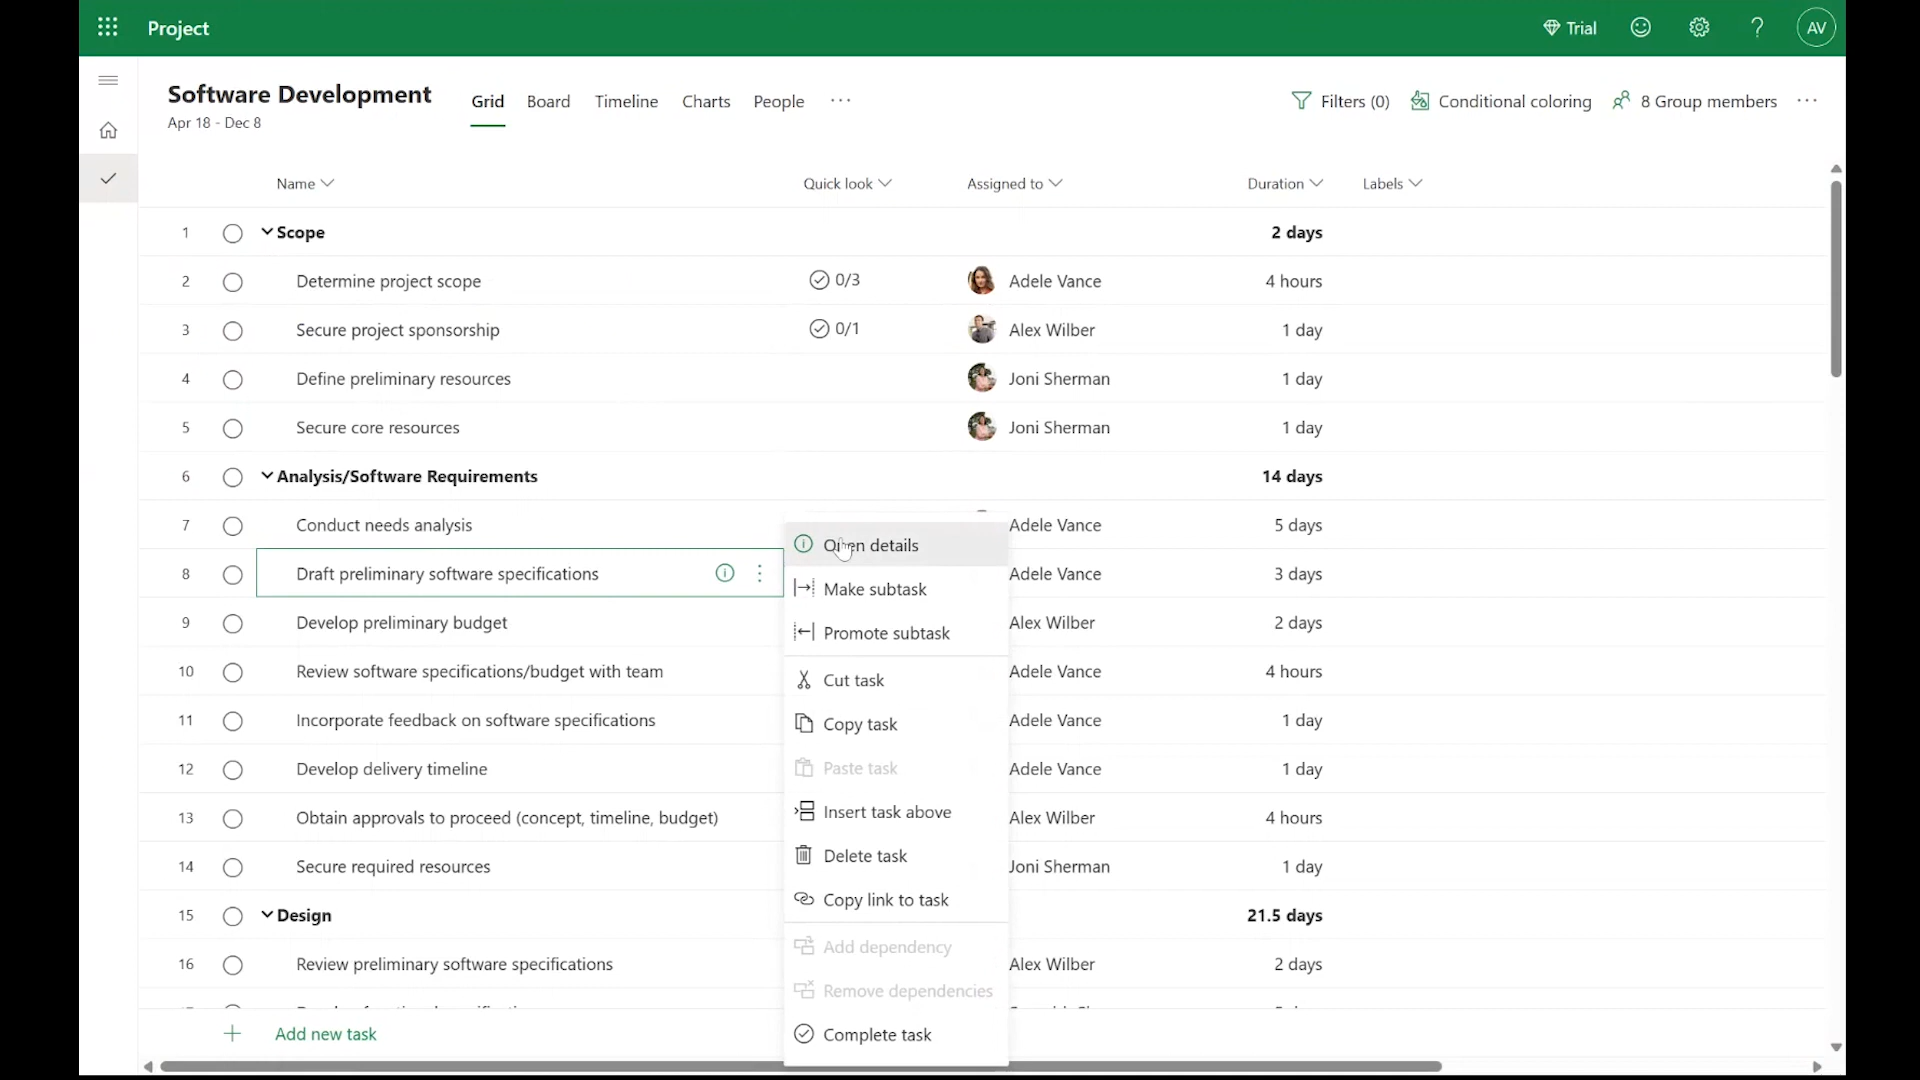 Project
Trial
?
AV
Software Development
Apr 18 - Dec 8
Grid
Board
Timeline
Charts
People
Filters (0)
Conditional coloring
8 Group members
Name
Quick look
Assigned to
Duration
Labels
1 Scope 2 days
2 Determine project scope 0/3 Adele Vance 4 hours
3 Secure project sponsorship 0/1 Alex Wilber 1 day
4 Define preliminary resources Joni Sherman 1 day
5 Secure core resources Joni Sherman 1 day
6 Analysis/Software Requirements 14 days
7 Conduct needs analysis Adele Vance 5 days
8 Draft preliminary software specifications Adele Vance 3 days
9 Develop preliminary budget Alex Wilber 2 days
10 Review software specifications/budget with team Adele Vance 4 hours
11 Incorporate feedback on software specifications Adele Vance 1 day
12 Develop delivery timeline Adele Vance 1 day
13 Obtain approvals to proceed (concept, timeline, budget) Alex Wilber 4 hours
14 Secure required resources Joni Sherman 1 day
15 Design 21.5 days
16 Review preliminary software specifications Alex Wilber 2 days
Add new task
Open details
Make subtask
Promote subtask
Cut task
Copy task
Paste task
Insert task above
Delete task
Copy link to task
Add dependency
Remove dependencies
Complete task